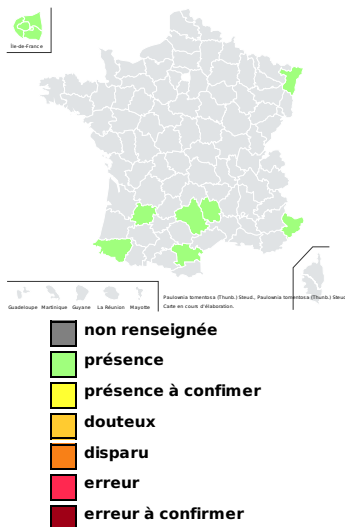 Île-de-France
Guadeloupe Martinique Guyane La Réunion Mayotte
Paulownia tomentosa (Thunb.) Steud., Paulownia tomentosa (Thunb.) Steud
Carte en cours d'élaboration.
non renseignée
présence
présence à confimer
douteux
disparu
erreur
erreur à confirmer